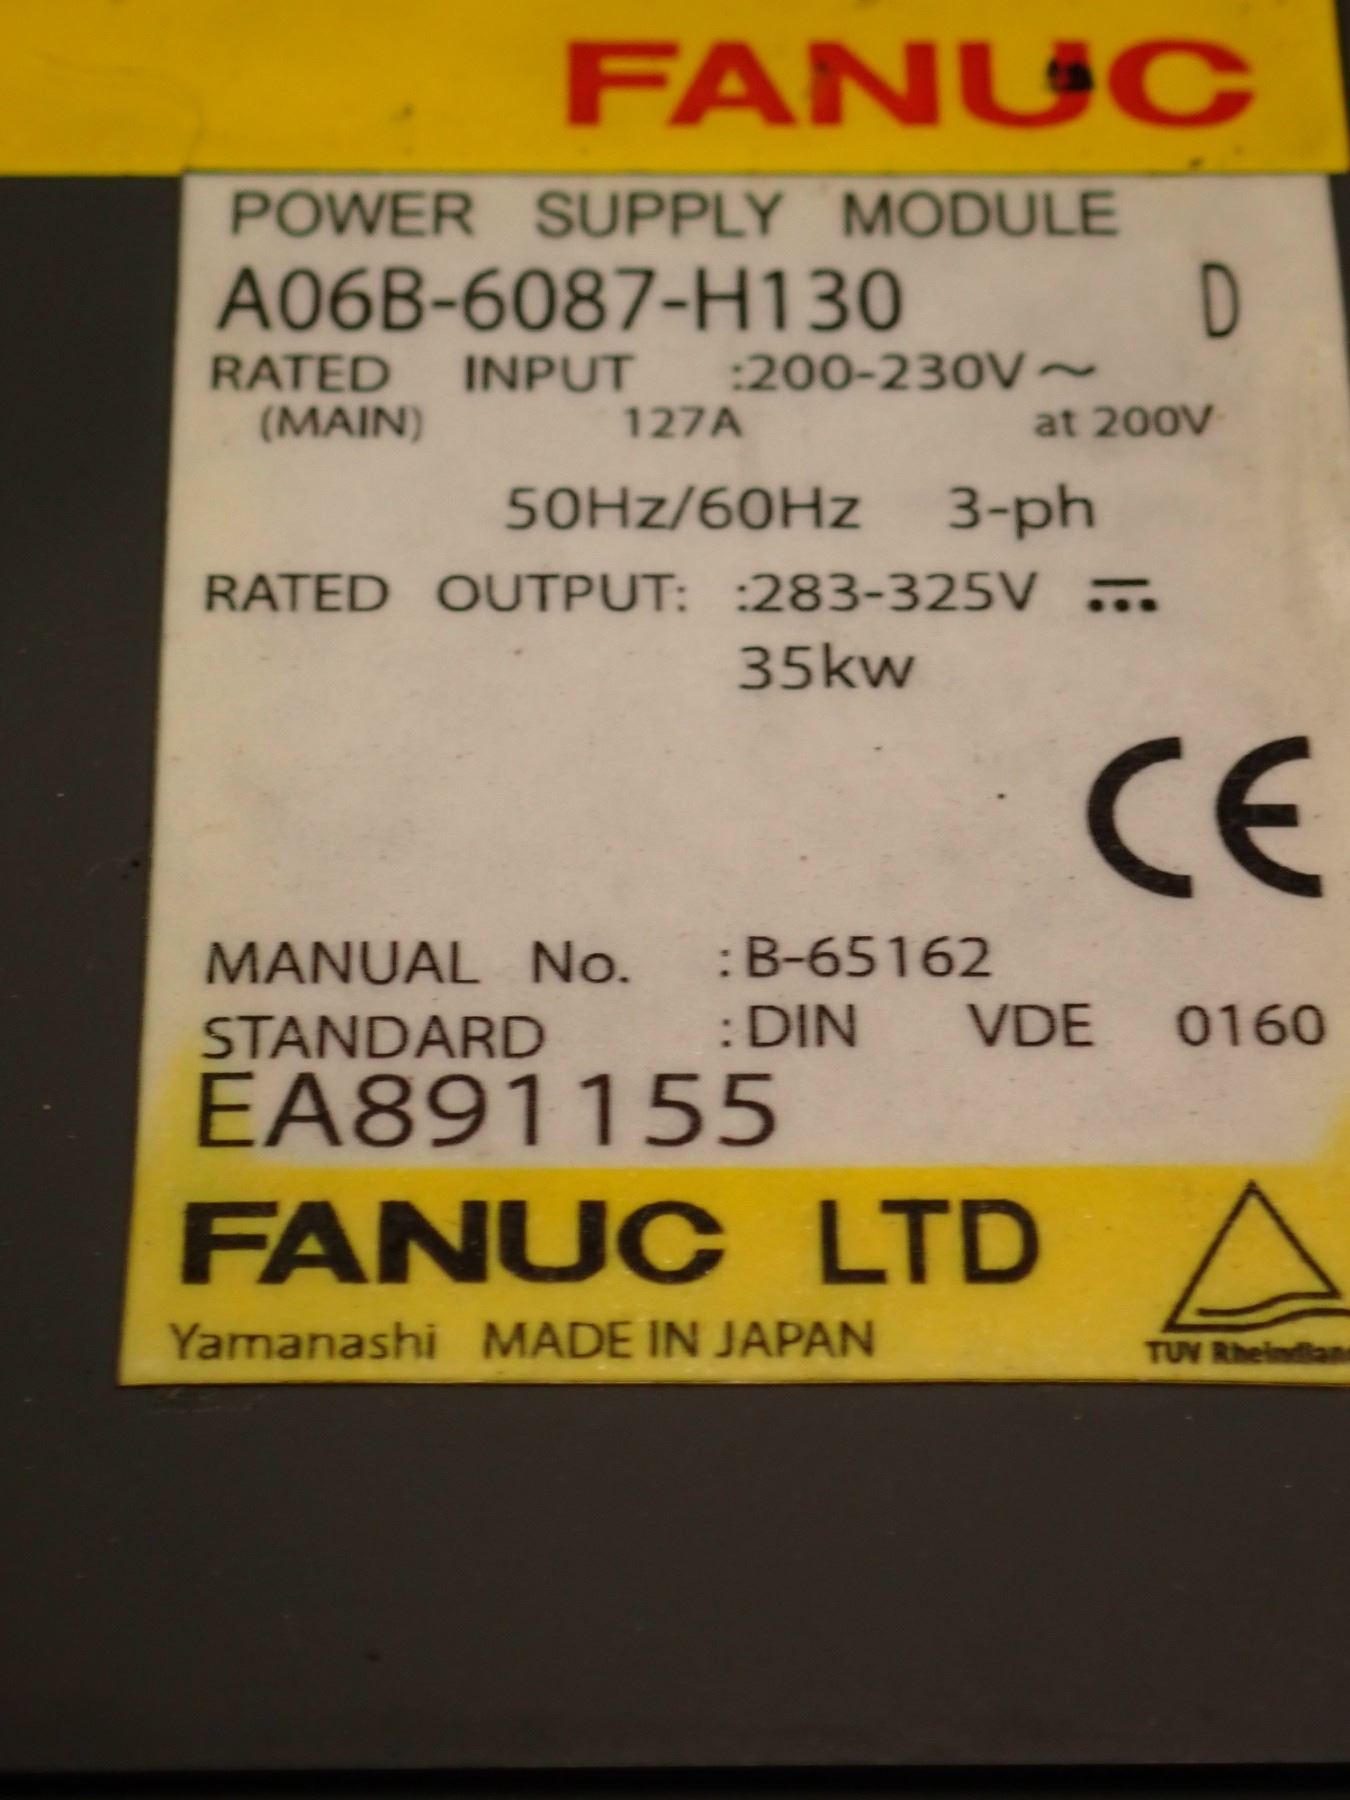 FANUC
POWER SUPPLY MODULE
A06B-6087-H130 D
RATED INPUT :200-230V～
(MAIN) 127A at 200V
50Hz/60Hz 3-ph
RATED OUTPUT: :283-325V ⎓
35kw
CE
MANUAL No. :B-65162
STANDARD :DIN VDE 0160
EA891155
FANUC LTD
Yamanashi MADE IN JAPAN
TUV Rheindlan